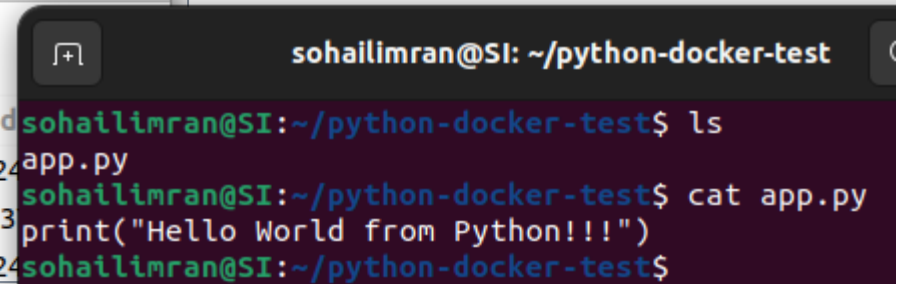 sohailimran@SI: ~/python-docker-test
sohailimran@SI:~/python-docker-test$ ls
app.py
sohailimran@SI:~/python-docker-test$ cat app.py
print("Hello World from Python!!!")
sohailimran@SI:~/python-docker-test$